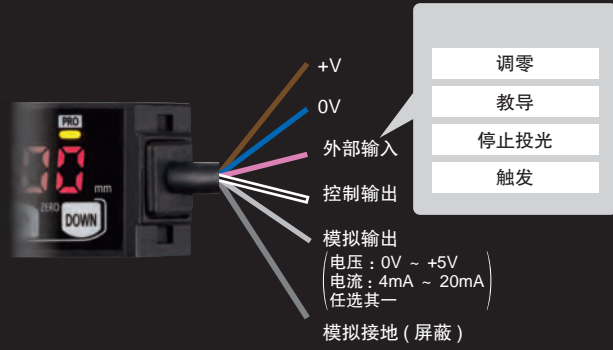 PRO
00
mm
ZERO
DOWN
+V
0V
外部输入
控制输出
模拟输出
电压：0V ~ +5V
电流：4mA ~ 20mA
任选其一
模拟接地 ( 屏蔽 )
调零
教导
停止投光
触发